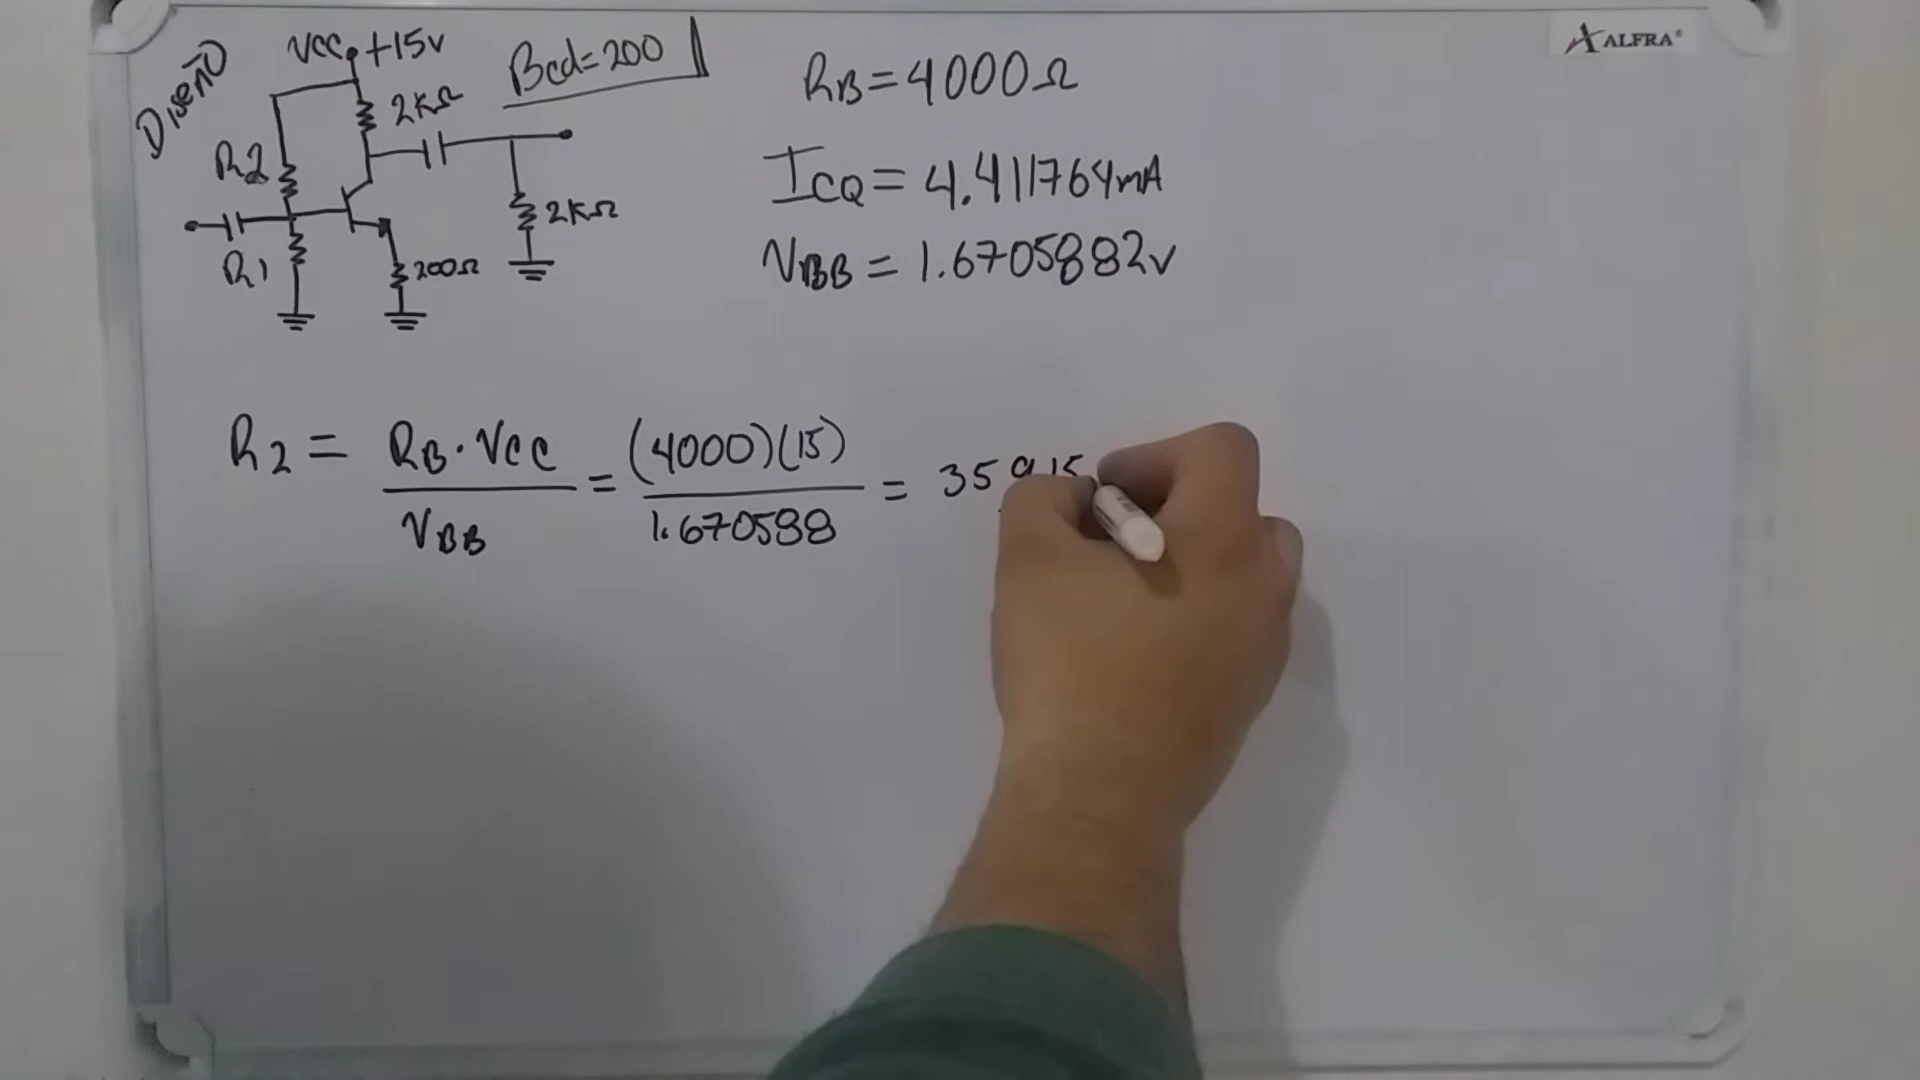 Diseño
VCC +15v
Bcd=200
2KΩ
R2
2KΩ
R1
200Ω
RB=4000Ω
ICQ=4.411764mA
VBB=1.6705882v
ALFRA®
R2 = RB·VCC / VBB = (4000)(15) / 1.670588 = 35 915